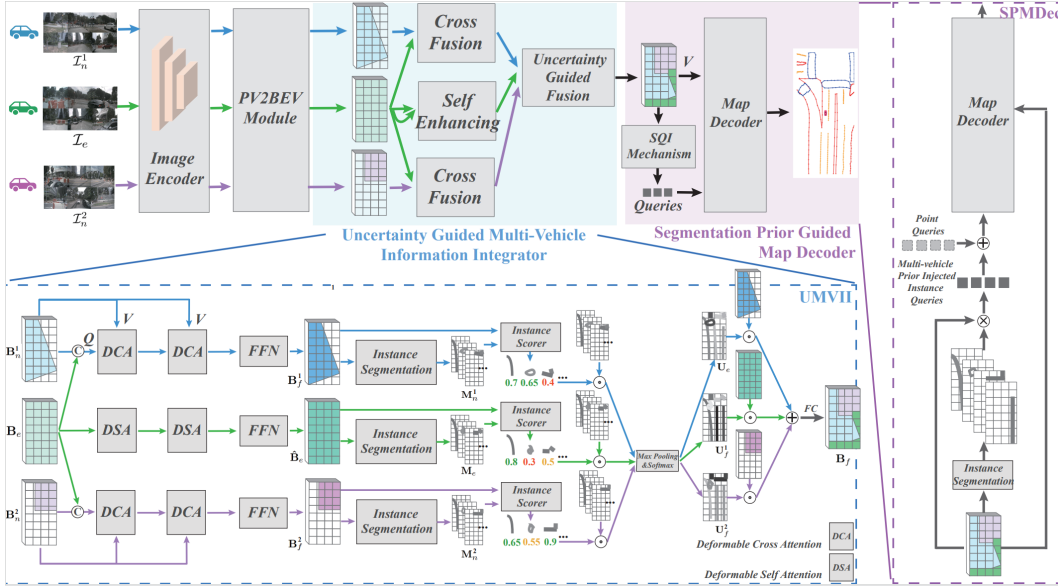 I_n^1
I_e
I_n^2
Image
Encoder
PV2BEV
Module
Cross
Fusion
Self
Enhancing
Cross
Fusion
Uncertainty
Guided
Fusion
V
SQI
Mechanism
Queries
Map
Decoder
Uncertainty Guided Multi-Vehicle
Information Integrator
Segmentation Prior Guided
Map Decoder
SPMDec
Map
Decoder
Point
Queries
Multi-vehicle
Prior Injected
Instance
Queries
Instance
Segmentation
UMVII
B_n^1
C
Q
V
V
DCA
DCA
FFN
B_f^1
Instance
Segmentation
M_n^1
Instance
Scorer
0.7 0.65 0.4
B_e
DSA
DSA
FFN
B̂_e
Instance
Segmentation
M_e
Instance
Scorer
0.8 0.3 0.5
B_n^2
C
DCA
DCA
FFN
B_f^2
Instance
Segmentation
M_n^2
Instance
Scorer
0.65 0.55 0.9
Max Pooling
&Softmax
U_e
U_f^1
U_f^2
FC
B_f
Deformable Cross Attention
DCA
Deformable Self Attention
DSA